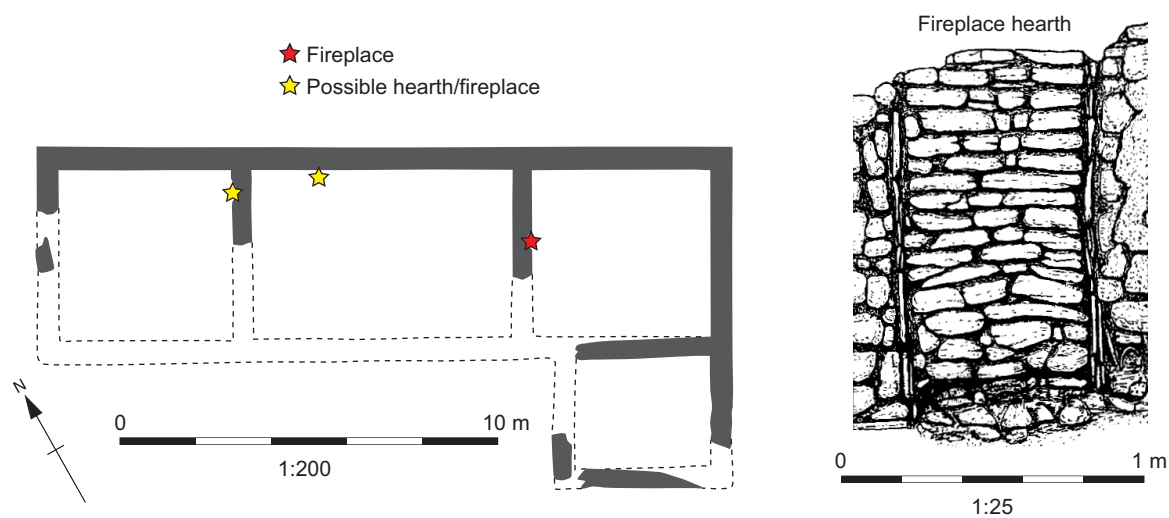 Fireplace hearth
Fireplace
Possible hearth/fireplace
N
0 10 m
1:200
0 1 m
1:25